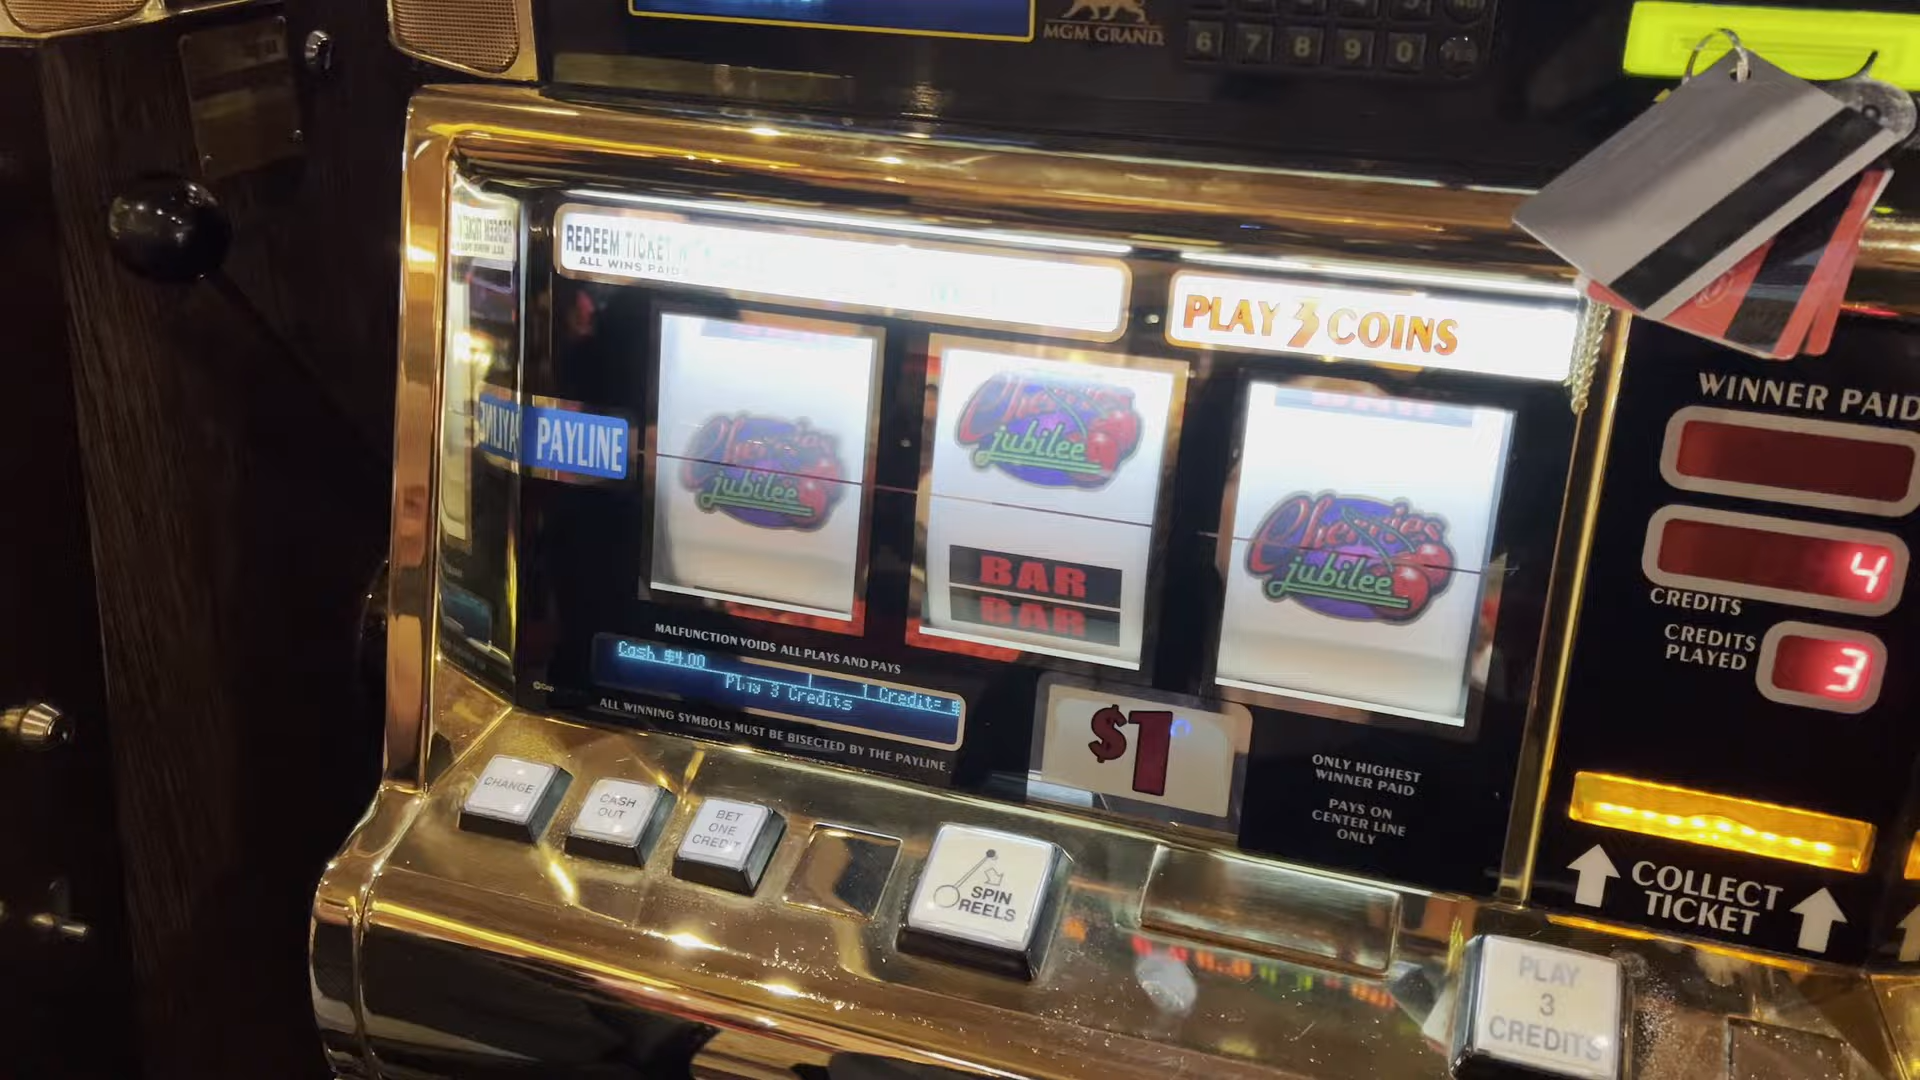 MGM GRAND
6 7 8 9 0
REDEEM TICKET
ALL WINS PAID
PLAY 3 COINS
WINNER PAID
PAYLINE
Cherries
jubilee
Cherries
jubilee
Cherries
jubilee
BAR
BAR
BAR
4
CREDITS
CREDITS
PLAYED
3
MALFUNCTION VOIDS ALL PLAYS AND PAYS
Cash $4.00
1 Credit=
Play 3 Credits
ALL WINNING SYMBOLS MUST BE BISECTED BY THE PAYLINE
$1
ONLY HIGHEST
WINNER PAID
PAYS ON
CENTER LINE
ONLY
CHANGE
CASH
OUT
BET
ONE
CREDIT
SPIN
REELS
COLLECT
TICKET
PLAY
3
CREDITS